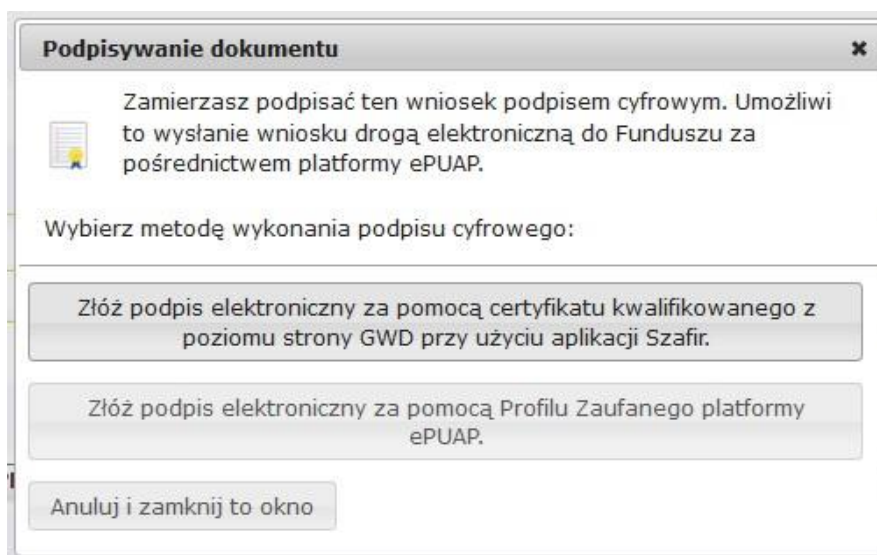 Podpisywanie dokumentu
Zamierzasz podpisać ten wniosek podpisem cyfrowym. Umożliwi
to wysłanie wniosku drogą elektroniczną do Funduszu za
pośrednictwem platformy ePUAP.
Wybierz metodę wykonania podpisu cyfrowego:
Złóż podpis elektroniczny za pomocą certyfikatu kwalifikowanego z
poziomu strony GWD przy użyciu aplikacji Szafir.
Złóż podpis elektroniczny za pomocą Profilu Zaufanego platformy
ePUAP.
Anuluj i zamknij to okno